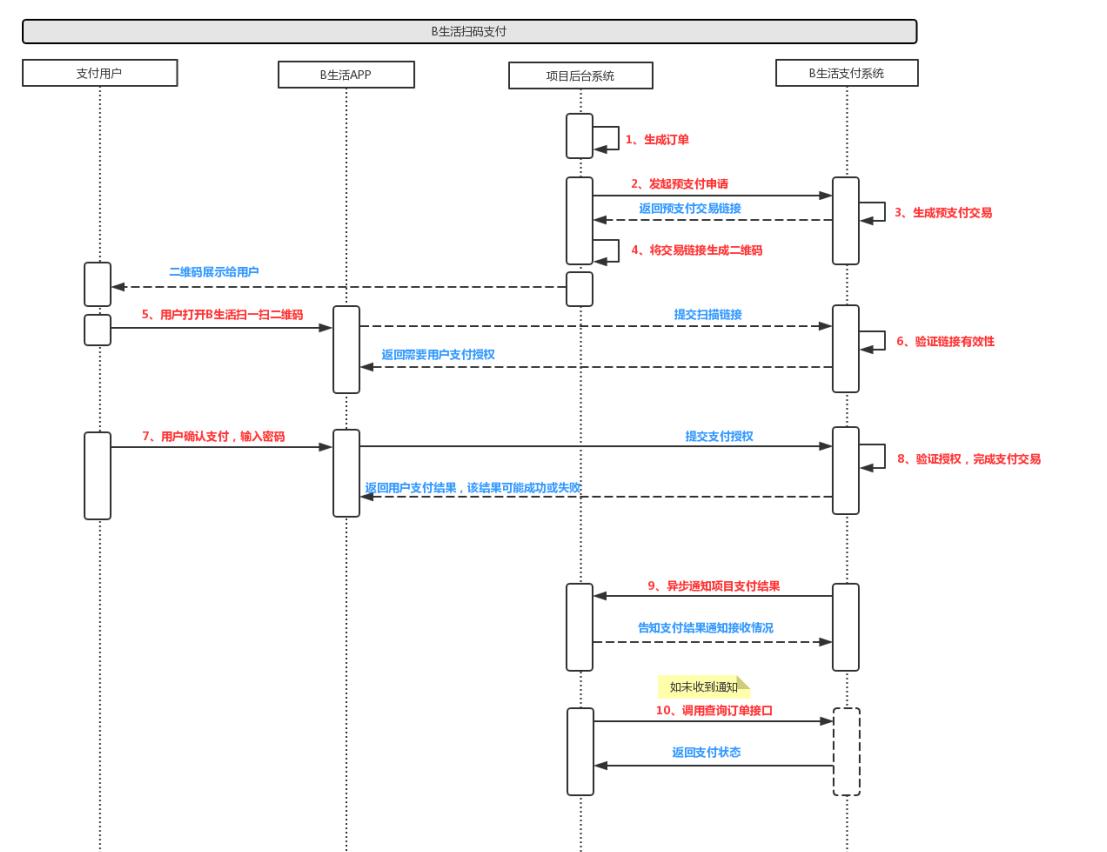 B生活扫码支付
支付用户
B生活APP
项目后台系统
B生活支付系统
1、生成订单
2、发起预支付申请
返回预支付交易链接
3、生成预支付交易
4、将交易链接生成二维码
二维码展示给用户
5、用户打开B生活扫一扫二维码
提交扫描链接
6、验证链接有效性
返回需要用户支付授权
7、用户确认支付，输入密码
提交支付授权
8、验证授权，完成支付交易
返回用户支付结果，该结果可能成功或失败
9、异步通知项目支付结果
告知支付结果通知接收情况
如未收到通知
10、调用查询订单接口
返回支付状态